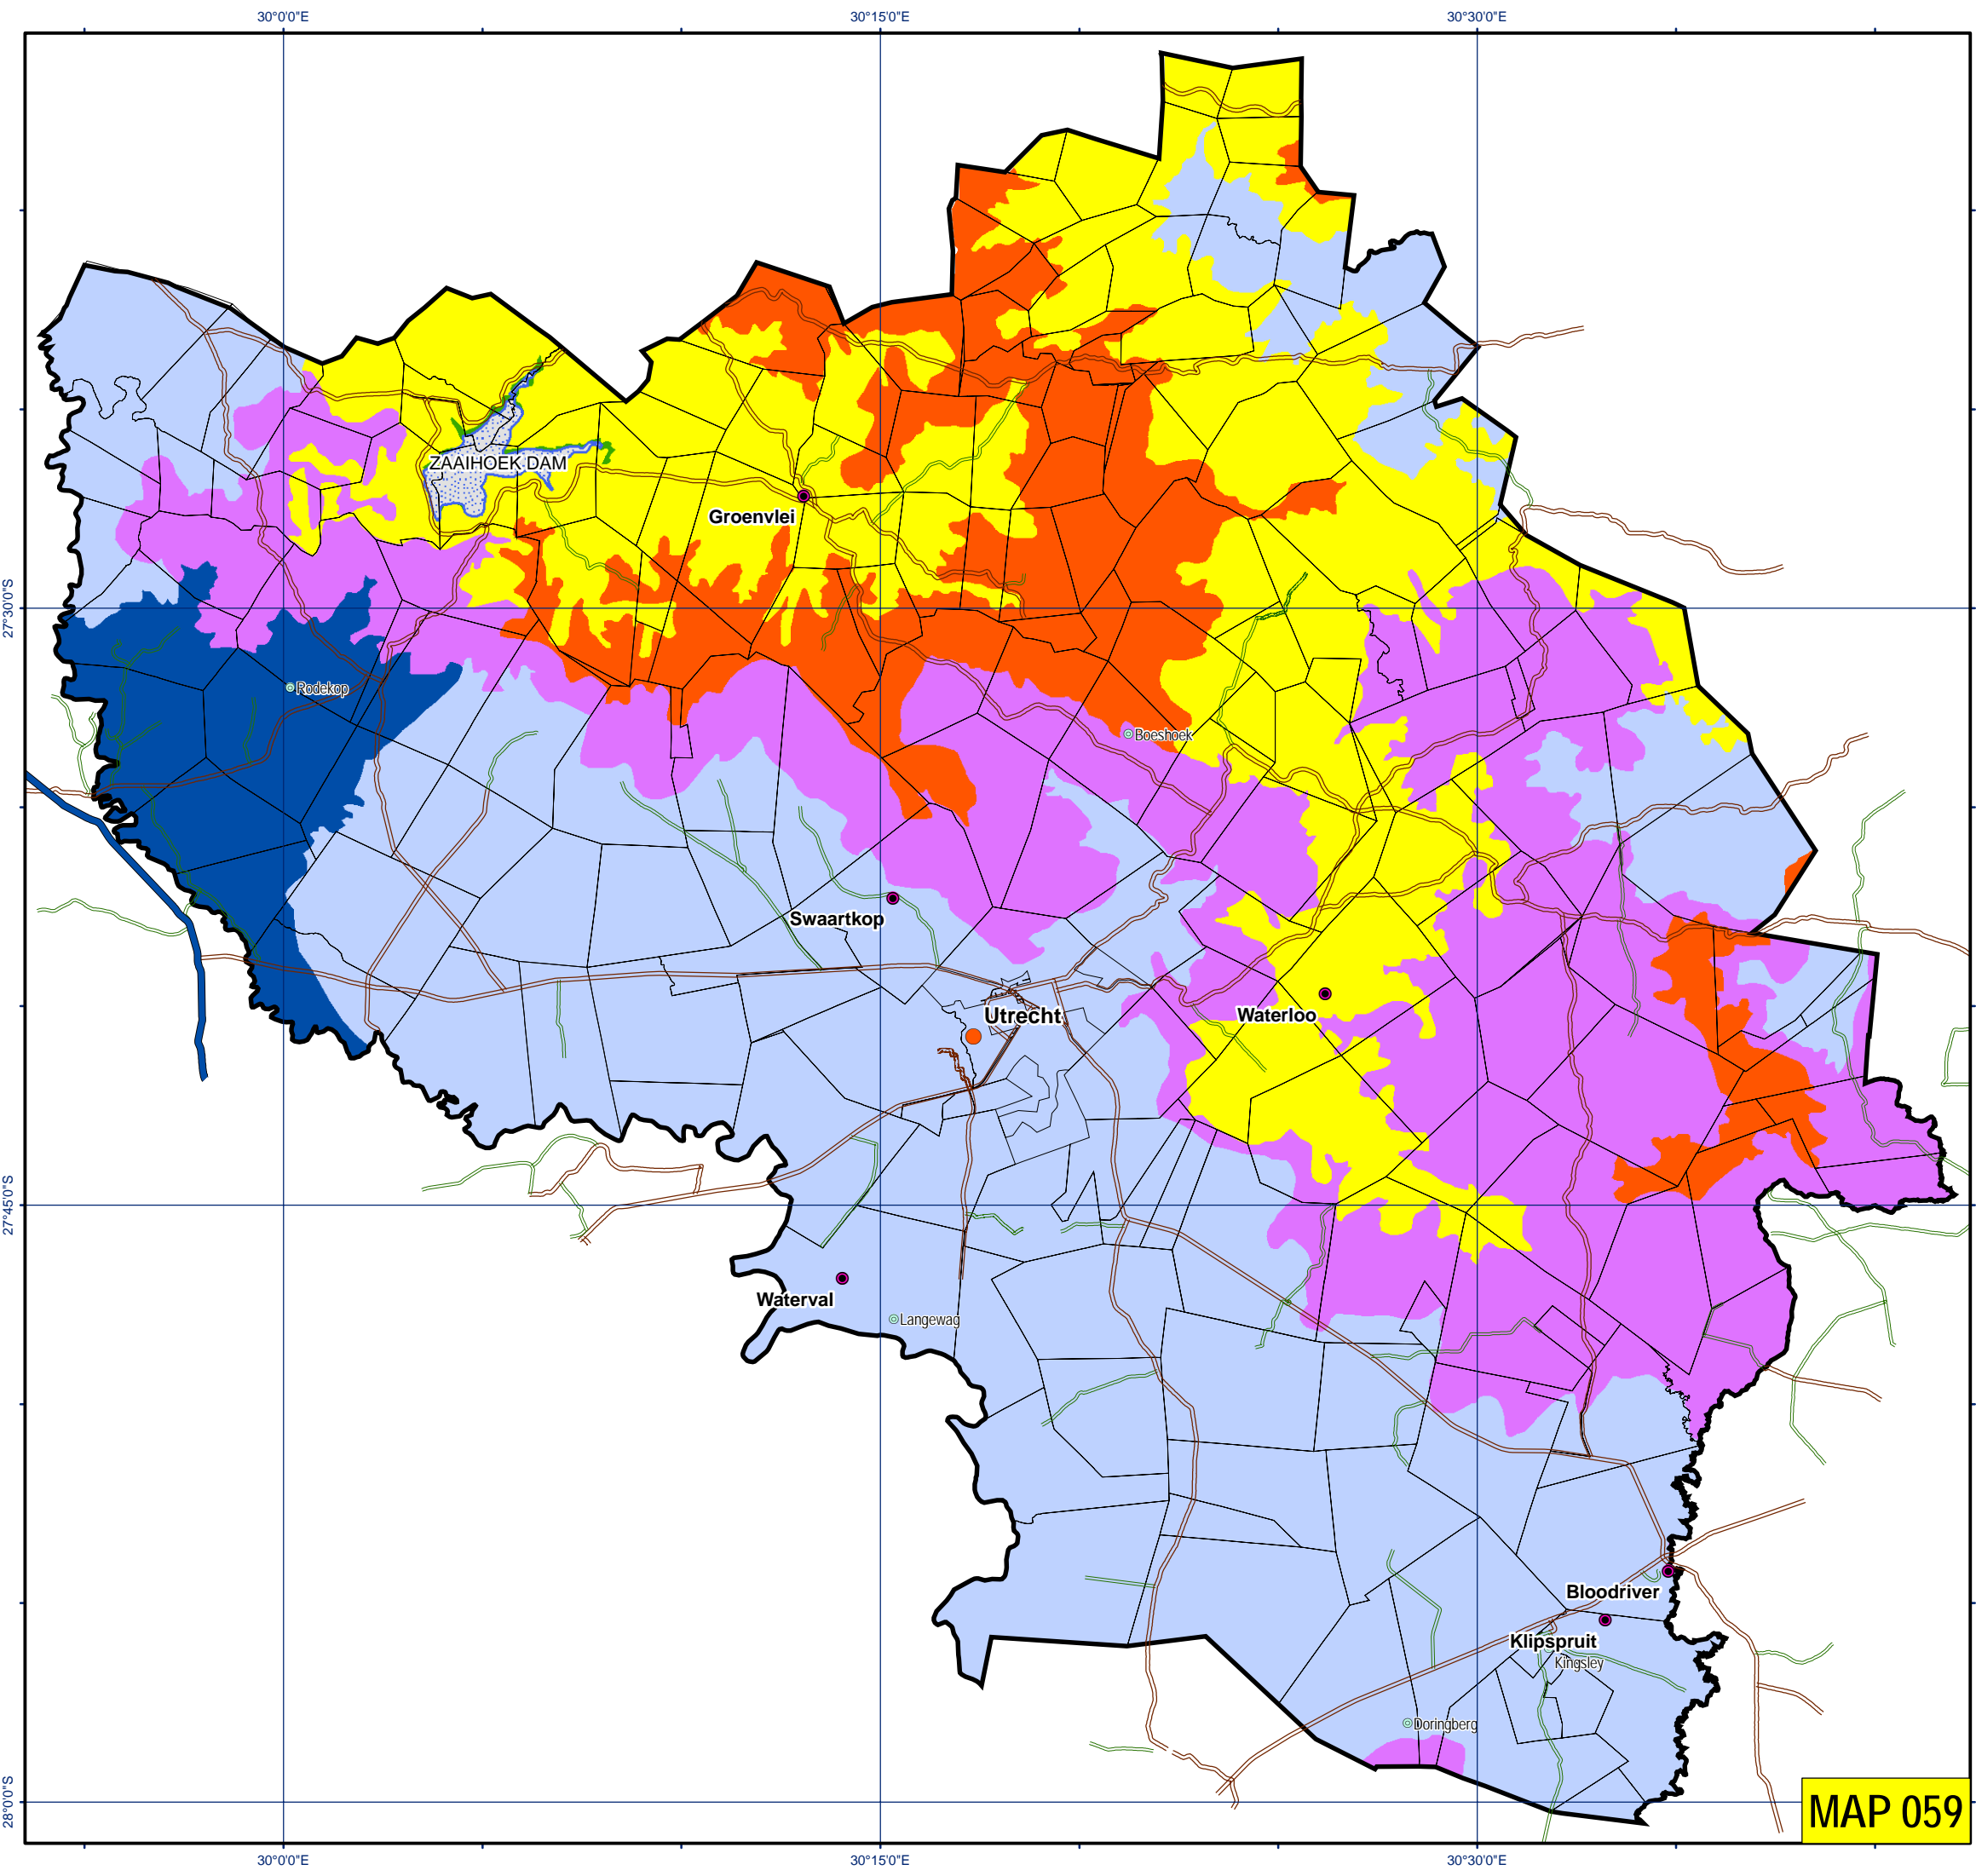 30°0'0"E
30°15'0"E
30°30'0"E
ZAAIHOEK DAM
Groenvlei
27°30'0"S
Rodekop
Boeshoek
Swaartkop
Utrecht
Waterloo
27°45'0"S
Waterval
Langewag
Bloodriver
Klipspruit
Kingsley
Doringberg
28°0'0"S
MAP 059
30°0'0"E
30°15'0"E
30°30'0"E